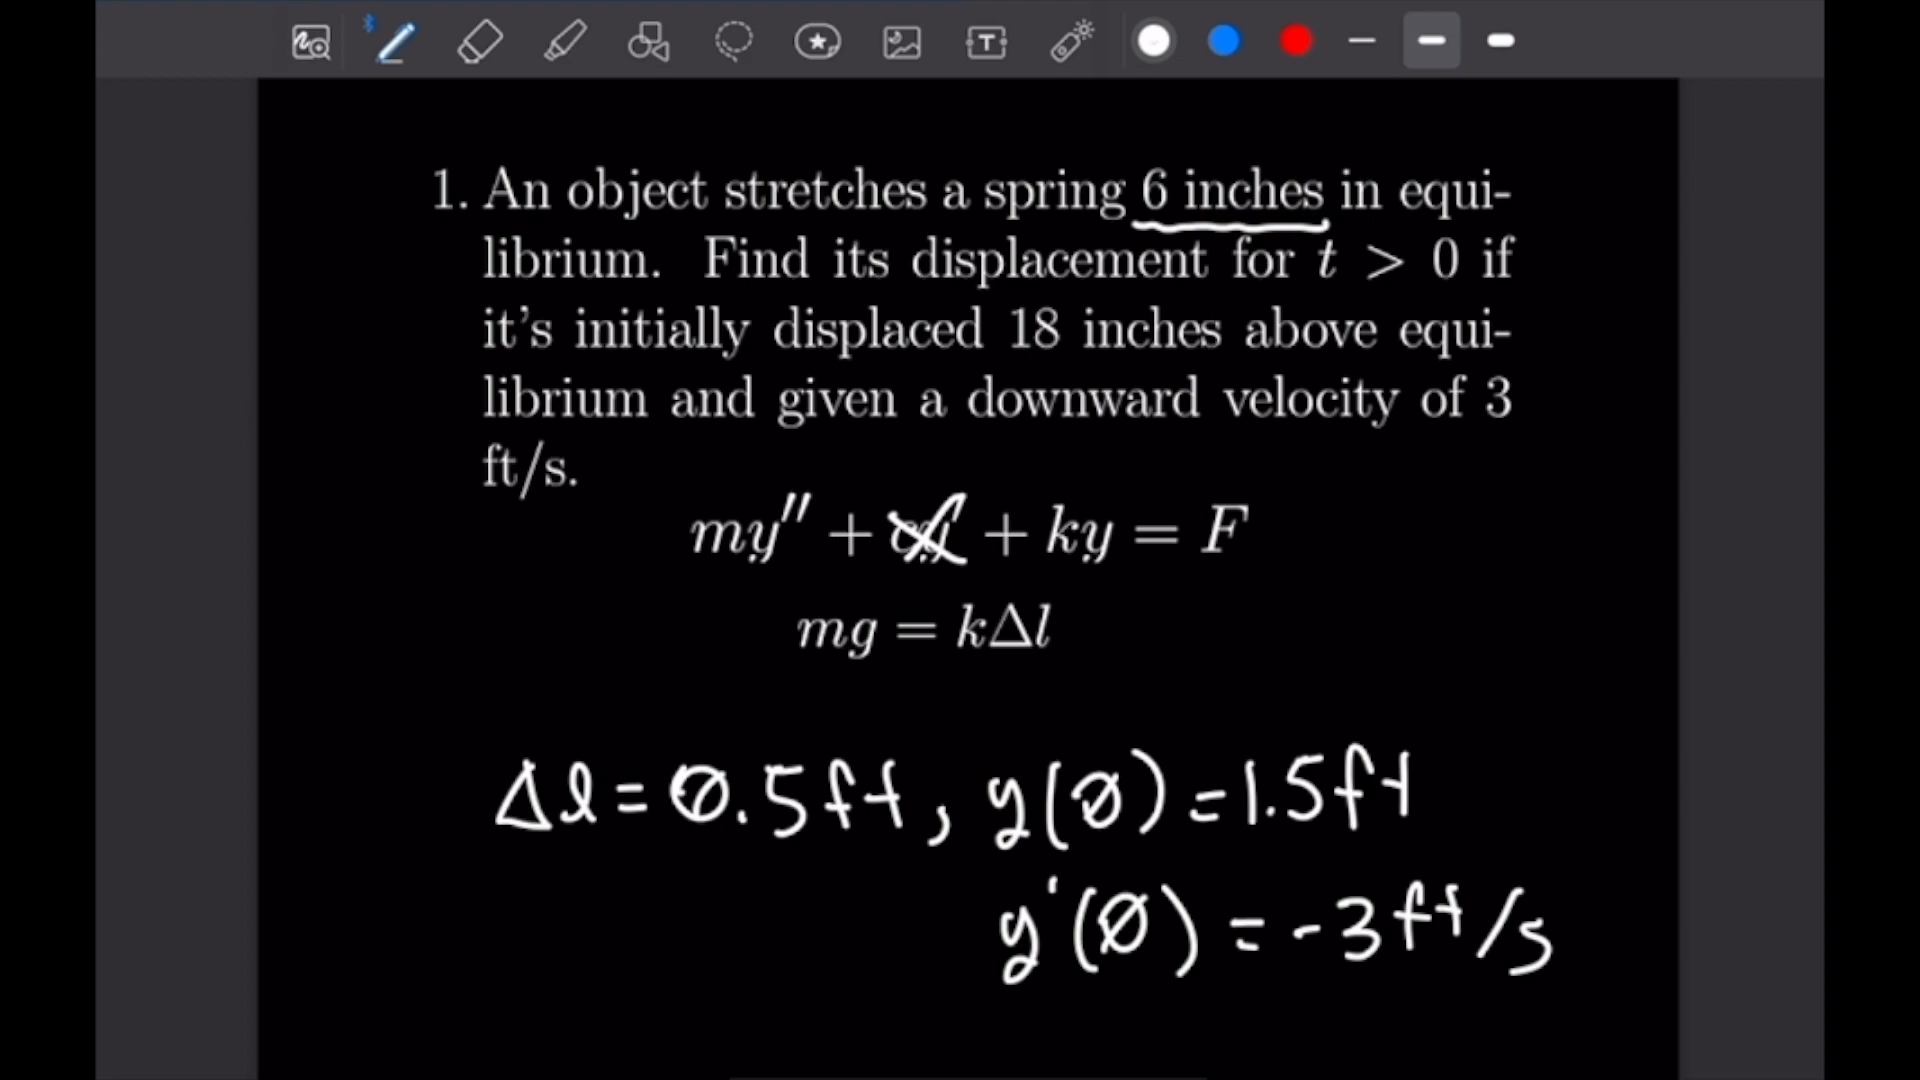 1. An object stretches a spring 6 inches in equi-
librium. Find its displacement for t > 0 if
it's initially displaced 18 inches above equi-
librium and given a downward velocity of 3
ft/s.
my″ + cy′ + ky = F
mg = kΔl
Δl = 0.5ft, y(0) = 1.5ft
y'(0) = -3ft/s